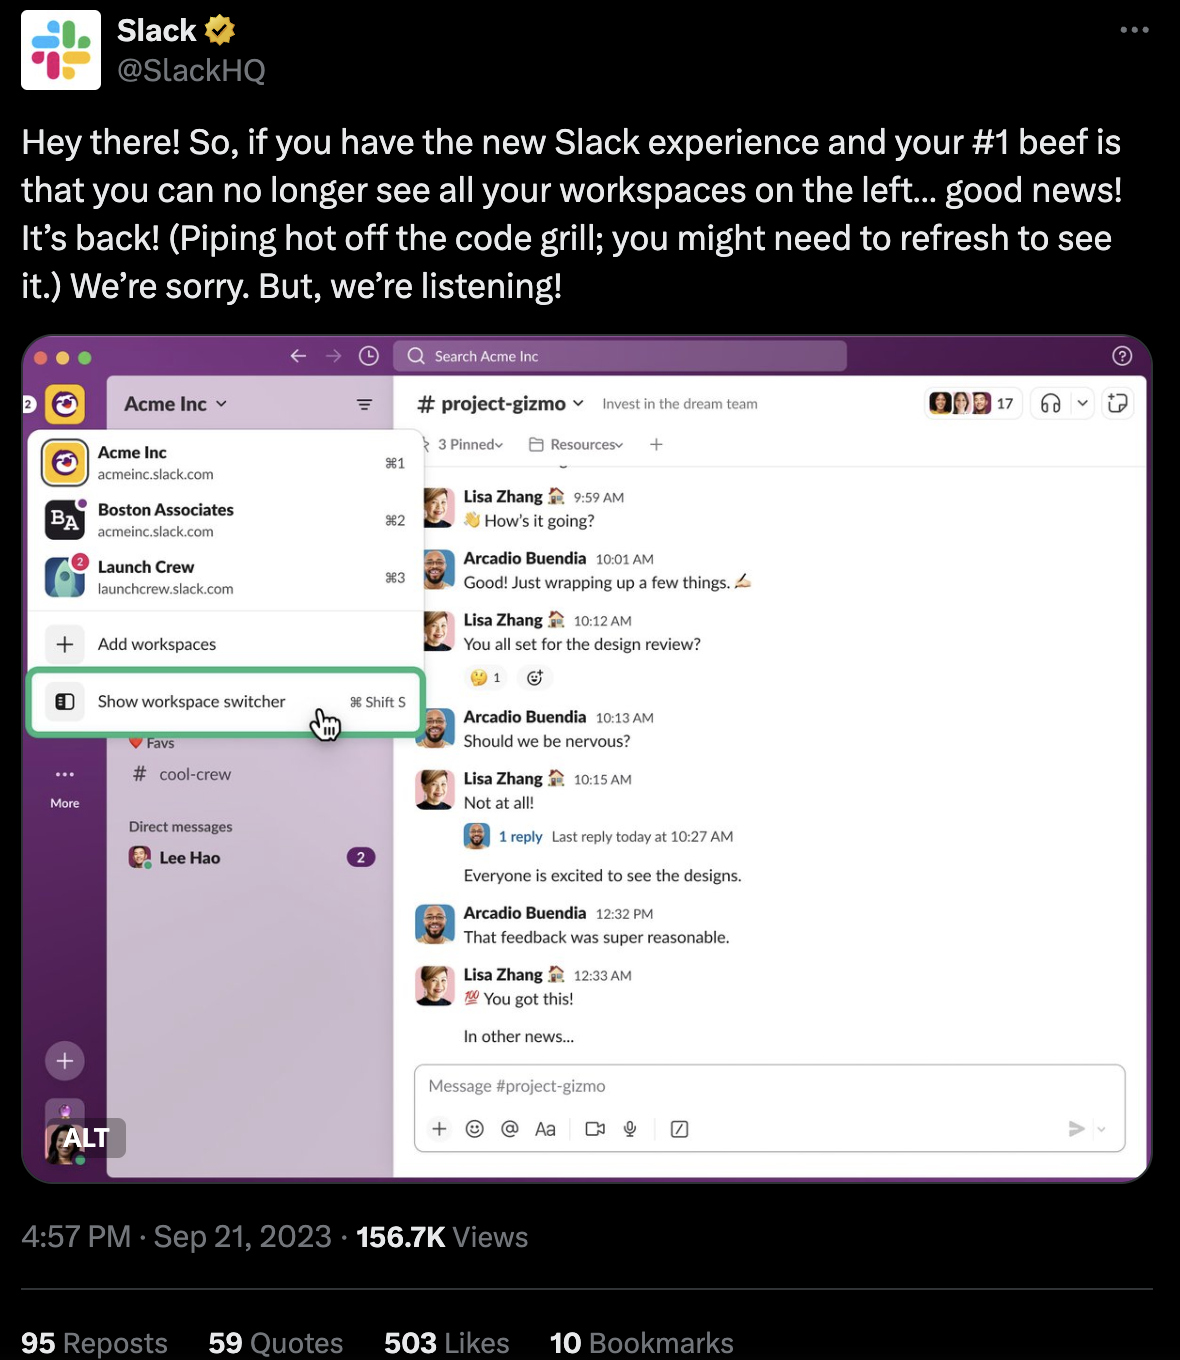 Slack
@SlackHQ
Hey there! So, if you have the new Slack experience and your #1 beef is
that you can no longer see all your workspaces on the left... good news!
It’s back! (Piping hot off the code grill; you might need to refresh to see
it.) We’re sorry. But, we’re listening!
Search Acme Inc
2
Acme Inc
# project-gizmo Invest in the dream team
17
3 Pinned Resources
Acme Inc
acmeinc.slack.com
⌘1
Boston Associates
acmeinc.slack.com
⌘2
BA
Launch Crew
launchcrew.slack.com
⌘3
2
Add workspaces
Show workspace switcher ⌘ Shift S
Favs
# cool-crew
More
Direct messages
Lee Hao 2
Lisa Zhang 🏠 9:59 AM
👋 How’s it going?
Arcadio Buendia 10:01 AM
Good! Just wrapping up a few things. ✍🏻
Lisa Zhang 🏠 10:12 AM
You all set for the design review?
🤔 1
Arcadio Buendia 10:13 AM
Should we be nervous?
Lisa Zhang 🏠 10:15 AM
Not at all!
1 reply Last reply today at 10:27 AM
Everyone is excited to see the designs.
Arcadio Buendia 12:32 PM
That feedback was super reasonable.
Lisa Zhang 🏠 12:33 AM
💯 You got this!
In other news...
Message #project-gizmo
@ Aa
ALT
4:57 PM · Sep 21, 2023 · 156.7K Views
95 Reposts 59 Quotes 503 Likes 10 Bookmarks